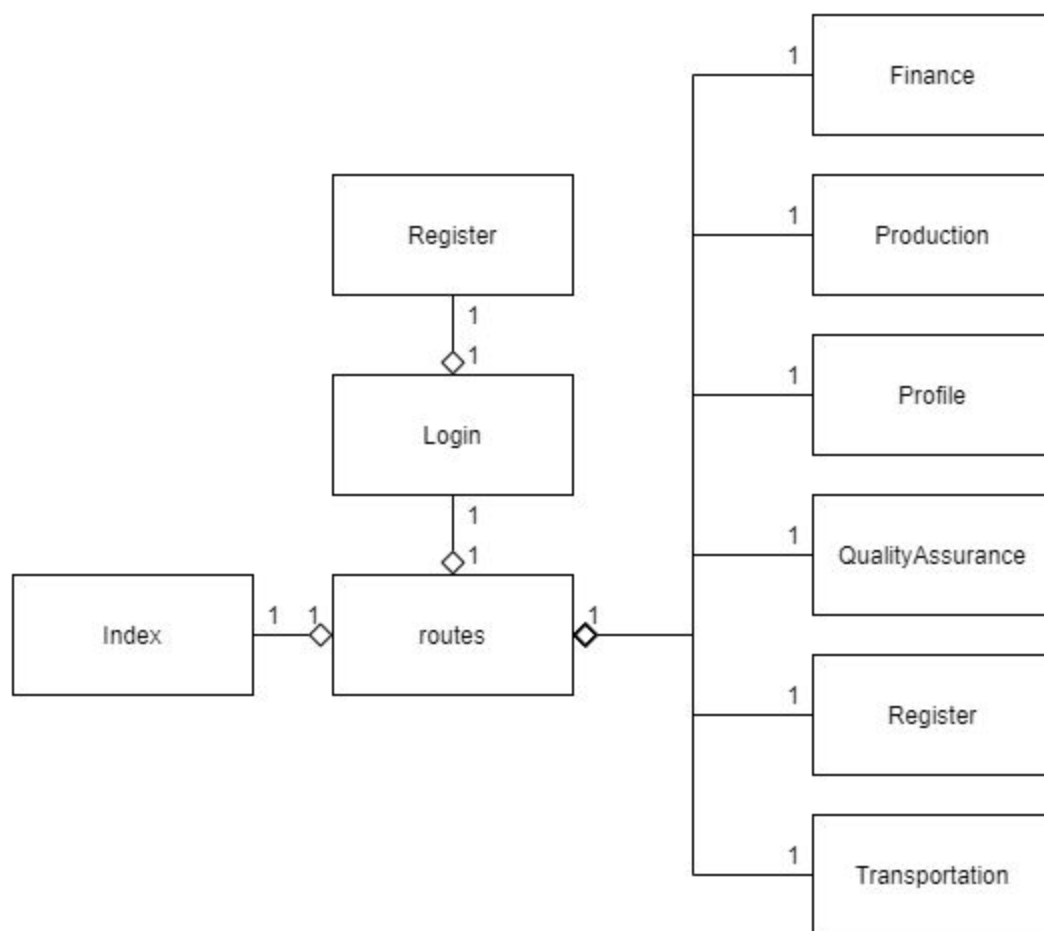 1
Finance
1
Production
Register
1
1
1
Profile
Login
1
1
1
QualityAssurance
Index
1
1
routes
1
1
Register
1
Transportation